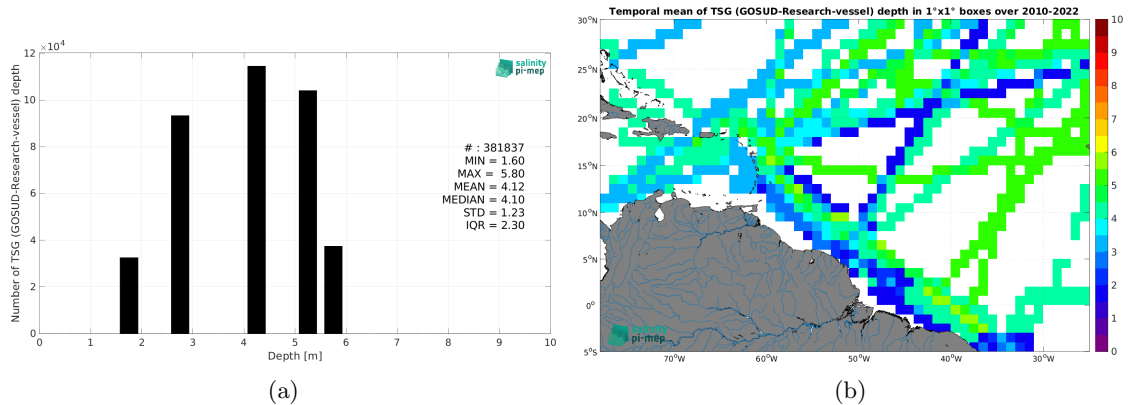 ×10⁴
12
10
8
6
4
2
0
Number of TSG (GOSUD-Research-vessel) depth
0 1 2 3 4 5 6 7 8 9 10
Depth [m]
salinity
pi-mep
# : 381837
MIN = 1.60
MAX = 5.80
MEAN = 4.12
MEDIAN = 4.10
STD = 1.23
IQR = 2.30
(a)
Temporal mean of TSG (GOSUD-Research-vessel) depth in 1°x1° boxes over 2010-2022
30°N
25°N
20°N
15°N
10°N
5°N
0°
5°S
70°W 60°W 50°W 40°W 30°W
salinity
pi-mep
10
9
8
7
6
5
4
3
2
1
0
(b)